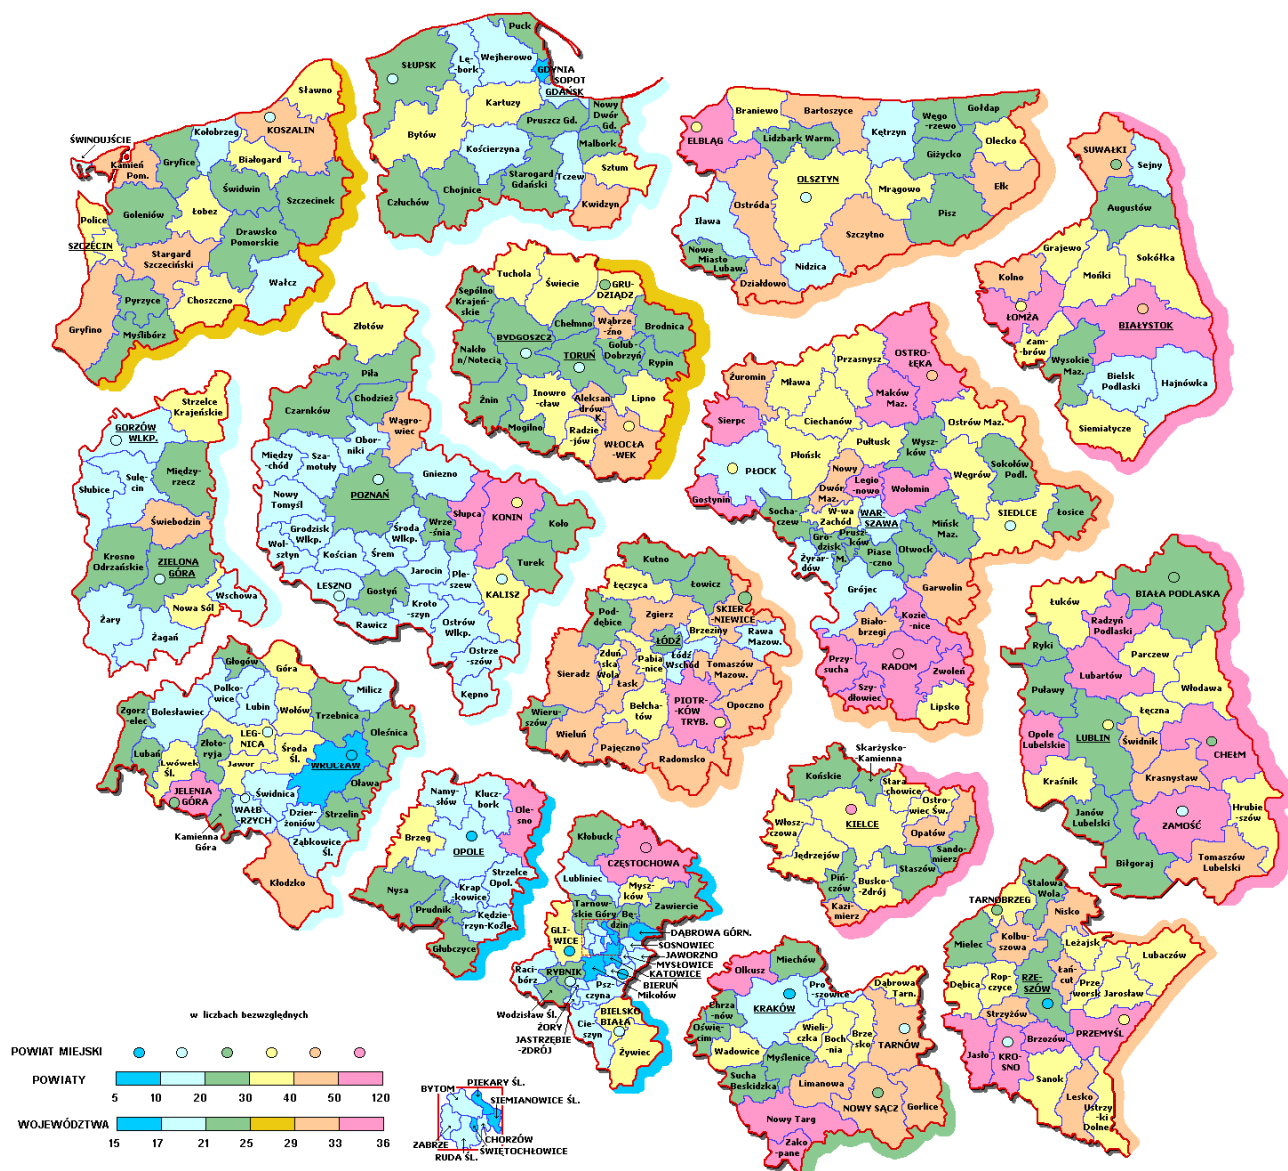 Sławno
KOSZALIN
Kołobrzeg
ŚWINOUJŚCIE
Kamień
Pom.
Gryfice
Białogard
Świdwin
Szczecinek
Police
Goleniów
Łobez
Drawsko
Pomorskie
SZCZECIN
Stargard
Szczeciński
Wałcz
Pyrzyce
Choszczno
Gryfino
Myślibórz
Puck
SŁUPSK
Lę-
bork
Wejherowo
GDYNIA
SOPOT
GDAŃSK
Kartuzy
Nowy
Dwór
Gd.
Bytów
Pruszcz Gd.
Malbork
Kościerzyna
Sztum
Starogard
Gdański
Tczew
Chojnice
Człuchów
Kwidzyn
Braniewo
Bartoszyce
Gołdap
Węgo-
rzewo
ELBLĄG
Lidzbark Warm.
Kętrzyn
Olecko
Giżycko
OLSZTYN
Mrągowo
Ełk
Ostróda
Iława
Pisz
Szczytno
Nowe
Miasto
Lubaw.
Nidzica
Działdowo
SUWAŁKI
Sejny
Augustów
Grajewo
Sokółka
Mońki
Kolno
ŁOMŻA
BIAŁYSTOK
Zam-
brów
Wysokie
Maz.
Bielsk
Podlaski
Hajnówka
Siemiatycze
Tuchola
Świecie
GRU-
DZIĄDZ
Sępólno
Krajeń-
skie
Chełmno
Wąbrze-
źno
Brodnica
BYDGOSZCZ
Golub-
Dobrzyń
Nakło
n/Notecią
TORUŃ
Rypin
Inowro
-cław
Aleksan-
drów
K.
Lipno
Żnin
Mogilno
Radzie-
jów
WŁOCŁA
-WEK
Strzelce
Krajeńskie
GORZÓW
WLKP.
Między-
rzecz
Sulę-
cin
Słubice
Świebodzin
Krosno
Odrzańskie
ZIELONA
GÓRA
Nowa Sól
Wschowa
Żary
Żagań
Złotów
Piła
Chodzież
Czarnków
Wągro-
wiec
Obor-
niki
Między
-chód
Sza-
motuły
Gniezno
POZNAŃ
Nowy
Tomyśl
Słupca
KONIN
Koło
Grodzisk
Wlkp.
Środa
Wlkp.
Wrze-
śnia
Wol-
sztyn
Kościan
Śrem
Turek
Jarocin
Ple-
szew
LESZNO
Gostyń
KALISZ
Kroto
-szyn
Rawicz
Ostrów
Wlkp.
Ostrze
-szów
Kępno
Żuromin
Mława
Przasnysz
OSTRO-
ŁĘKA
Maków
Maz.
Sierpc
Ciechanów
Ostrów Maz.
Pułtusk
Wysz-
ków
PŁOCK
Płońsk
Węgrów
Sokołów
Podl.
Nowy
Dwór
Maz.
Legio-
nowo
Wołomin
Gostynin
Socha-
czew
W-wa
Zachód
WAR-
SZAWA
SIEDLCE
Łosice
Gro-
dzisk
M.
Prusz-
ków
Mińsk
Maz.
Żyrar-
dów
Piase
-czno
Otwock
Grójec
Garwolin
Biało-
brzegi
Kozie-
nice
RADOM
Przy-
sucha
Zwoleń
Szy-
dłowiec
Lipsko
Kutno
Łęczyca
Łowicz
SKIER
-NIEWICE
Pod-
dębice
Zgierz
Brzeziny
Rawa
Mazow.
ŁÓDŹ
Łódź
Wschód
Zduń
ska
Wola
Pabia
-nice
Tomaszów
Mazow.
Sieradz
Łask
PIOTR-
-KÓW
TRYB.
Opoczno
Beł­cha-
tów
Wieru-
szów
Wieluń
Pajęczno
Radomsko
BIAŁA PODLASKA
Łuków
Radzyń
Podlaski
Ryki
Parczew
Lubartów
Włodawa
Puławy
Łęczna
Opole
Lubelskie
LUBLIN
Świdnik
CHEŁM
Krasnystaw
Kraśnik
Hrubie
-szów
Janów
Lubelski
ZAMOŚĆ
Biłgoraj
Tomaszów
Lubelski
Głogów
Góra
Polko-
wice
Milicz
Zgorz
-elec
Bolesławiec
Lubin
Wołów
Trzebnica
Oleśnica
Lubań
Złoto-
ryja
LEG-
NICA
Środa
Śl.
Lwówek
Śl.
Jawor
WROCŁAW
Oława
JELENIA
GÓRA
Świdnica
WAŁB
-RZYCH
Strzelin
Dzier-
żoniów
Kamienna
Góra
Ząbkowice
Śl.
Kłodzko
Namy-
słów
Klucz-
bork
Ole-
sno
Brzeg
OPOLE
Strzelce
Opol.
Nysa
Krap
-kowice
Prudnik
Kędzie-
rzyn-Koźle
Głubczyce
Kłobuck
CZĘSTOCHOWA
Lubliniec
Mysz-
ków
Tarnow-
skie Góry
Bę-
dzin
Zawiercie
GLI-
WICE
DĄBROWA GÓRN.
SOSNOWIEC
JAWORZNO
MYSŁOWICE
KATOWICE
BIERUŃ
Mikołów
Raci-
bórz
RYBNIK
Psz-
czyna
Wodzisław Śl.
ŻORY
JASTRZĘBIE
-ZDRÓJ
Cie-
szyn
BIELSKO
BIAŁA
Żywiec
Skarżysko-
Kamienna
Końskie
Stara
chowice
Ostro-
wiec Św.
Włosz-
czowa
KIELCE
Opatów
Jędrzejów
Sando-
mierz
Staszów
Piń-
czów
Busko-
Zdrój
Kazi-
mierz
Olkusz
Miechów
Pro-
szowice
Dąbrowa
Tarn.
Chrza-
nów
KRAKÓW
Oświę-
cim
Wieli-
czka
Boch-
nia
Brze-
sko
TARNÓW
Wadowice
Myślenice
Sucha
Beskidzka
Limanowa
NOWY SĄCZ
Gorlice
Nowy Targ
Zako-
pane
TARNOBRZEG
Stalowa
Wola
Nisko
Mielec
Kolbu-
szowa
Leżajsk
Lubaczów
Dębica
Rop-
czyce
RZE-
SZÓW
Łań-
cut
Prze-
worsk
Jarosław
Strzyżów
PRZEMYŚL
Jasło
KRO-
SNO
Brzozów
Sanok
Lesko
Ustrzy
-ki
Dolne
w liczbach bezwzględnych
POWIAT MIEJSKI
POWIATY
5 10 20 30 40 50 120
WOJEWÓDZTWA
15 17 21 25 29 33 36
PIEKARY ŚL.
BYTOM
SIEMIANOWICE ŚL.
CHORZÓW
ŚWIĘTOCHŁOWICE
ZABRZE
RUDA ŚL.